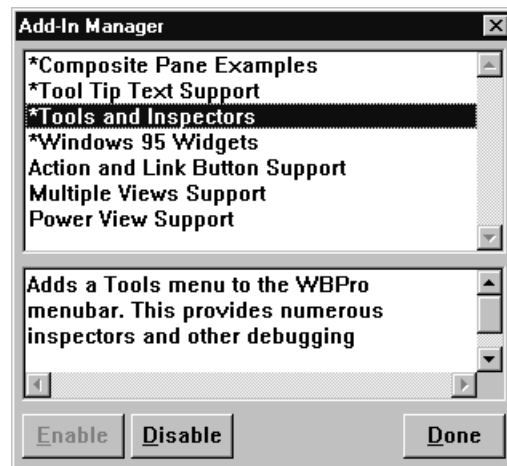 Add-In Manager
*Composite Pane Examples
*Tool Tip Text Support
*Tools and Inspectors
*Windows 95 Widgets
Action and Link Button Support
Multiple Views Support
Power View Support
Adds a Tools menu to the WBPro
menubar. This provides numerous
inspectors and other debugging
Enable Disable Done